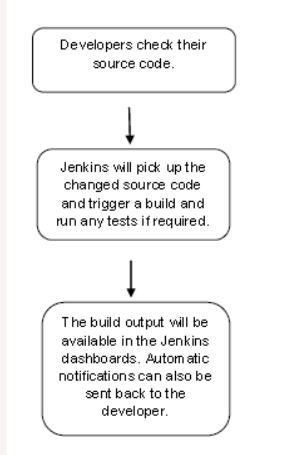 Developers check their
source code.
Jenkins will pick up the
changed source code
and trigger a build and
run any tests if required.
The build output will be
available in the Jenkins
dashboards. Automatic
notifications can also be
sent back to the
developer.